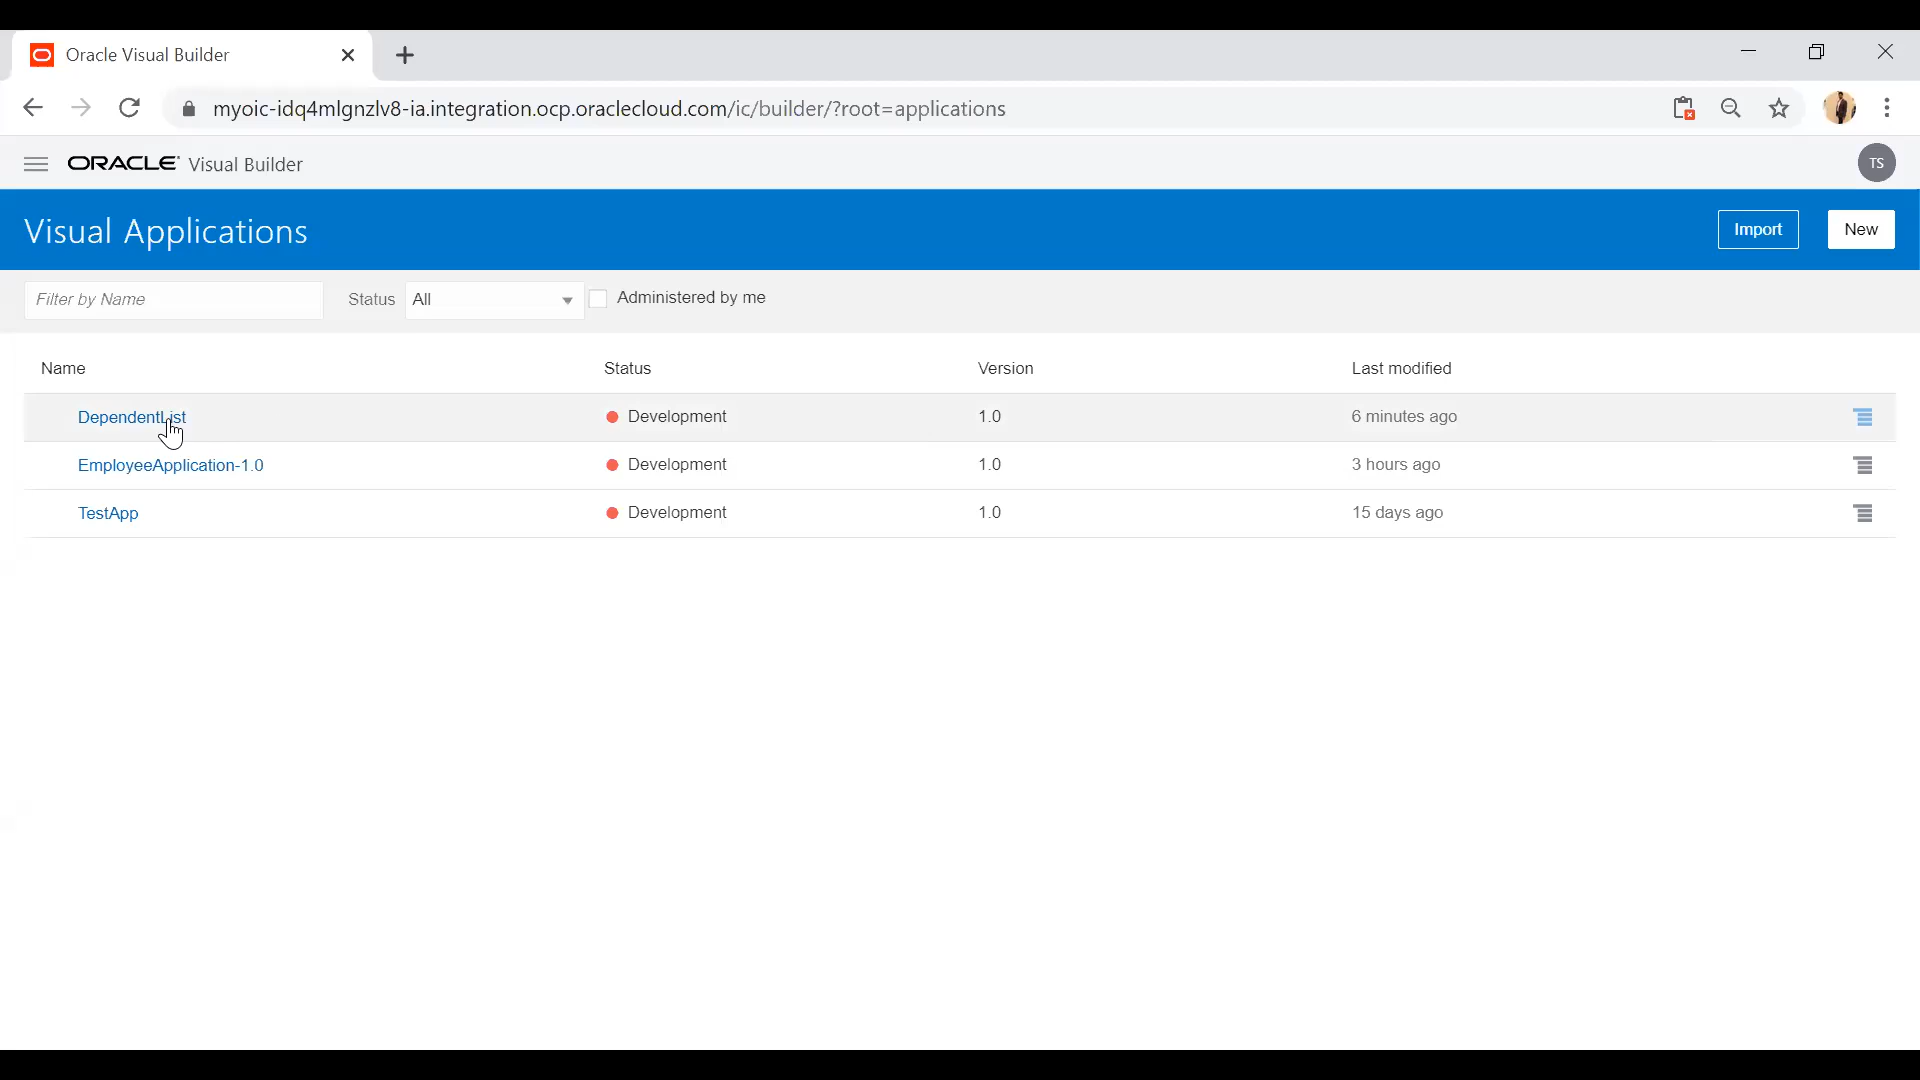 Oracle Visual Builder
myoic-idq4mlgnzlv8-ia.integration.ocp.oraclecloud.com/ic/builder/?root=applications
ORACLE Visual Builder
TS
Visual Applications
Import
New
Filter by Name
Status
All
Administered by me
Name Status Version Last modified
DependentList Development 1.0 6 minutes ago
EmployeeApplication-1.0 Development 1.0 3 hours ago
TestApp Development 1.0 15 days ago